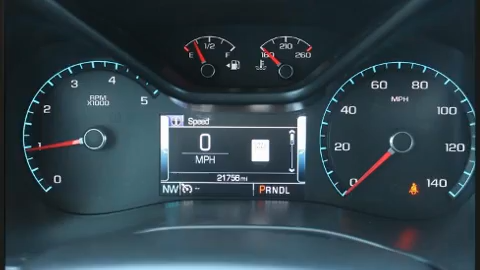 1/2
E F
210
160 260
3 4
2 RPM 5
X1000
1
0
Speed
0
MPH
21756 mi
NW -- PRNDL
60 80
40 MPH 100
20 120
0 140